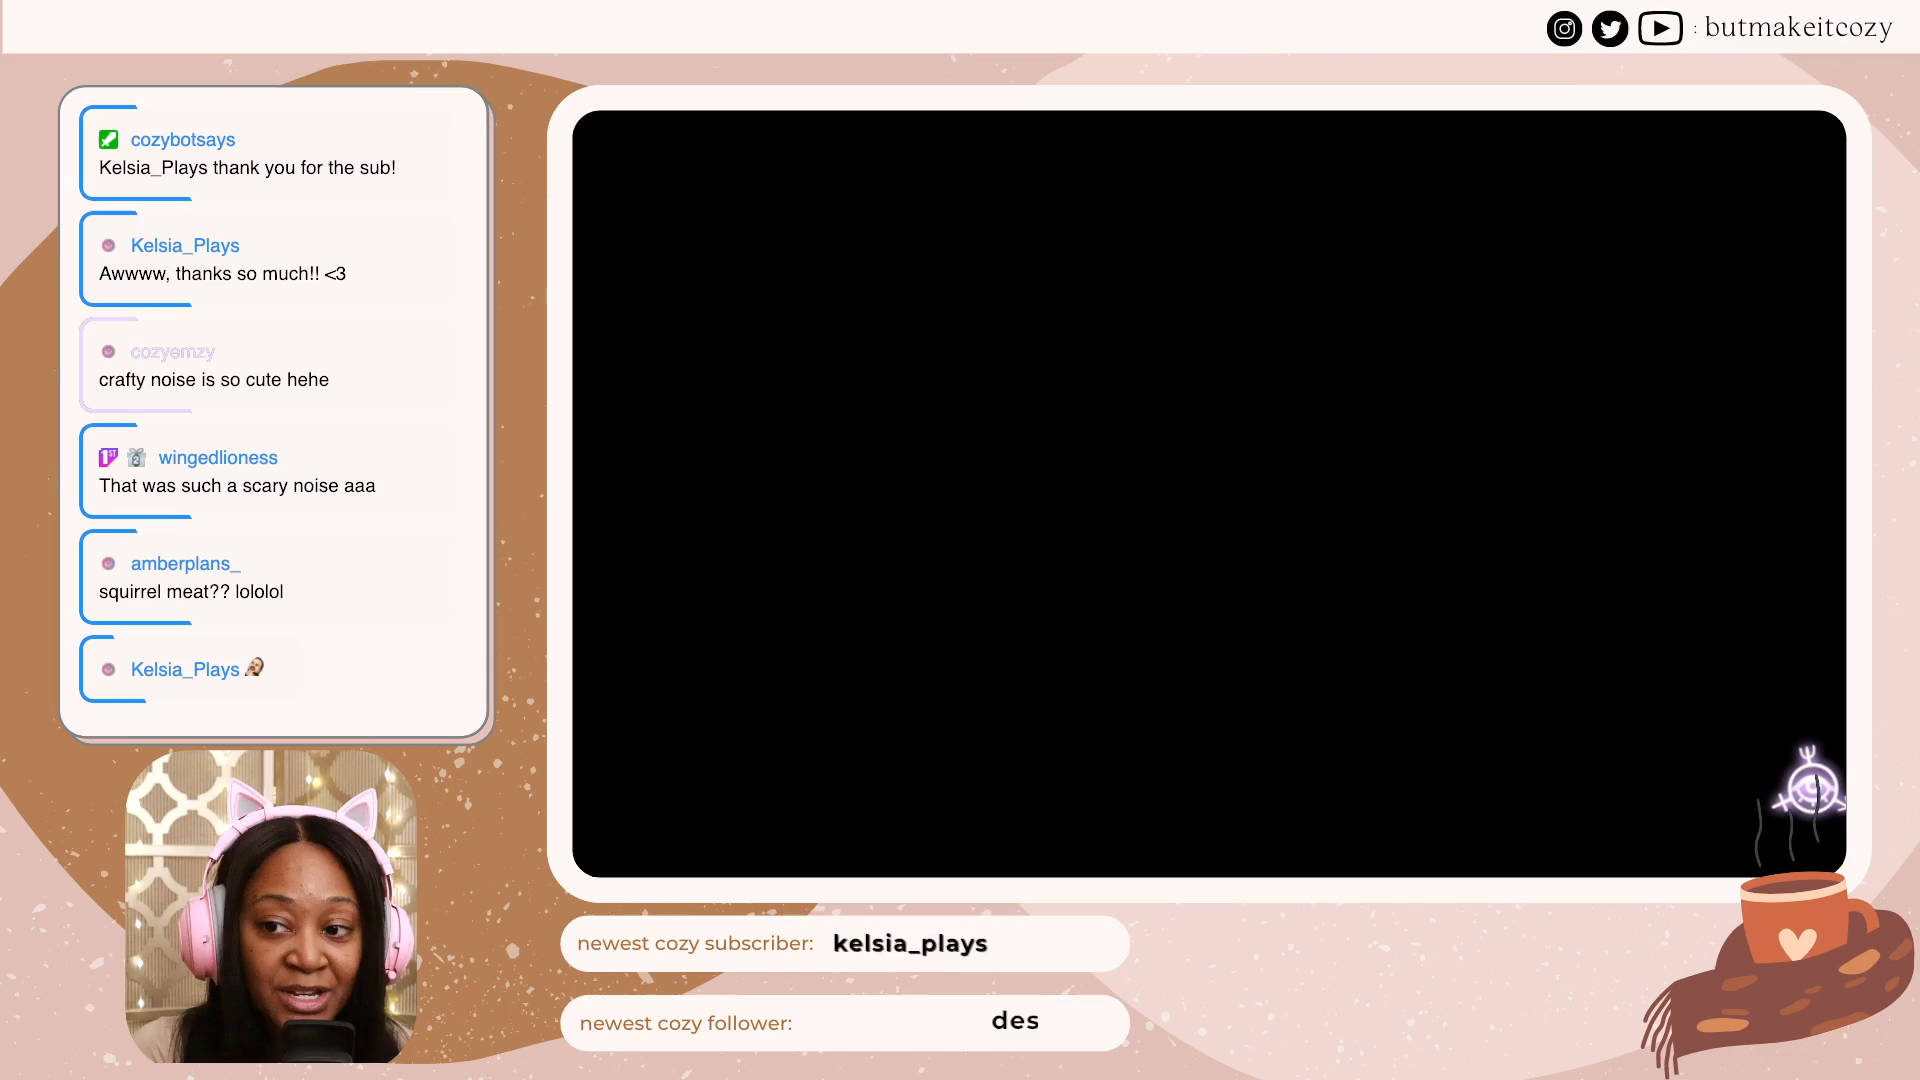 : butmakeitcozy
cozybotsays
Kelsia_Plays thank you for the sub!
Kelsia_Plays
Awwww, thanks so much!! <3
cozyemzy
crafty noise is so cute hehe
1ST 2 wingedlioness
That was such a scary noise aaa
amberplans_
squirrel meat?? lololol
Kelsia_Plays
newest cozy subscriber: kelsia_plays
newest cozy follower: des